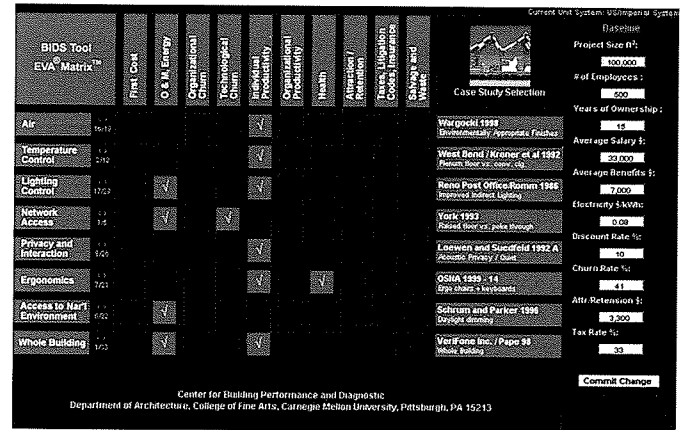 Current Unit System: US/Imperial System
BIDS Tool
EVA® Matrix™
First Cost
O & M, Energy
Organizational Churn
Technological Churn
Individual Productivity
Organizational Productivity
Health
Attraction / Retention
Taxes, Litigation Codes, Insurance
Salvage and Waste
Case Study Selection
Baseline
Project Size ft²:
100,000
# of Employees :
500
Years of Ownership :
15
Average Salary $:
33,000
Average Benefits $:
7,000
Electricity $/kWh:
0.08
Discount Rate %:
10
Churn Rate %:
41
Attr/Retention $:
3,300
Tax Rate %:
33
Commit Change
Air
√
Wargocki 1998
Environmentally Appropriate Finishes
Temperature Control
√
West Bend / Kroner et al 1992
Plenum floor vs. conv. clg
Lighting Control
√ √
Reno Post Office/Romm 1986
Improved Indirect Lighting
Network Access
√ √
York 1993
Raised floor vs. poke through
Privacy and Interaction
√
Loewen and Suedfeld 1992 A
Acoustic Privacy / Quiet
Ergonomics
√ √
OSHA 1999 - 14
Ergo chairs + keyboards
Access to Nat'l Environment
√
Schrum and Parker 1996
Daylight dimming
Whole Building
√ √
VeriFone Inc. / Pape 98
Whole Building
Center for Building Performance and Diagnostic
Department of Architecture, College of Fine Arts, Carnegie Mellon University, Pittsburgh, PA 15213